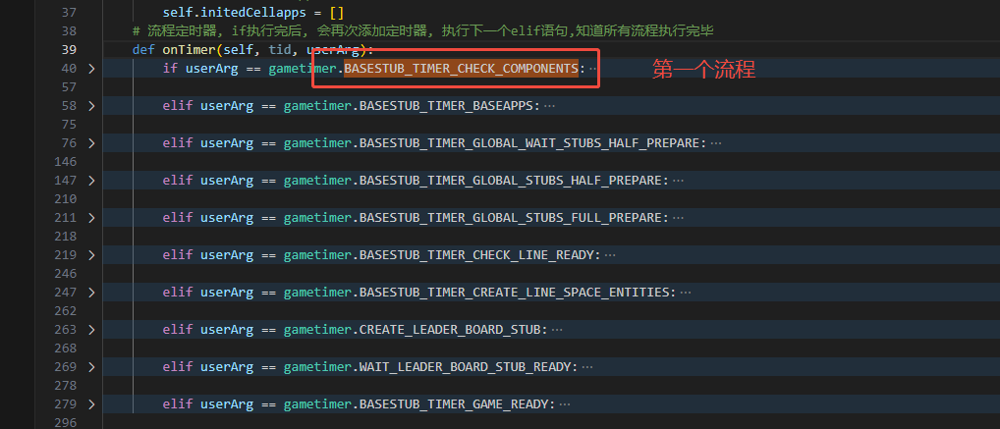 37 self.initedCellapps = []
38 # 流程定时器, if执行完后, 会再次添加定时器, 执行下一个elif语句,知道所有流程执行完毕
39 def onTimer(self, tid, userArg):
40 > if userArg == gametimer.BASESTUB_TIMER_CHECK_COMPONENTS:… 第一个流程
57
58 > elif userArg == gametimer.BASESTUB_TIMER_BASEAPPS:…
75
76 > elif userArg == gametimer.BASESTUB_TIMER_GLOBAL_WAIT_STUBS_HALF_PREPARE:…
146
147 > elif userArg == gametimer.BASESTUB_TIMER_GLOBAL_STUBS_HALF_PREPARE:…
210
211 > elif userArg == gametimer.BASESTUB_TIMER_GLOBAL_STUBS_FULL_PREPARE:…
218
219 > elif userArg == gametimer.BASESTUB_TIMER_CHECK_LINE_READY:…
246
247 > elif userArg == gametimer.BASESTUB_TIMER_CREATE_LINE_SPACE_ENTITIES:…
262
263 > elif userArg == gametimer.CREATE_LEADER_BOARD_STUB:…
268
269 > elif userArg == gametimer.WAIT_LEADER_BOARD_STUB_READY:…
278
279 > elif userArg == gametimer.BASESTUB_TIMER_GAME_READY:…
296